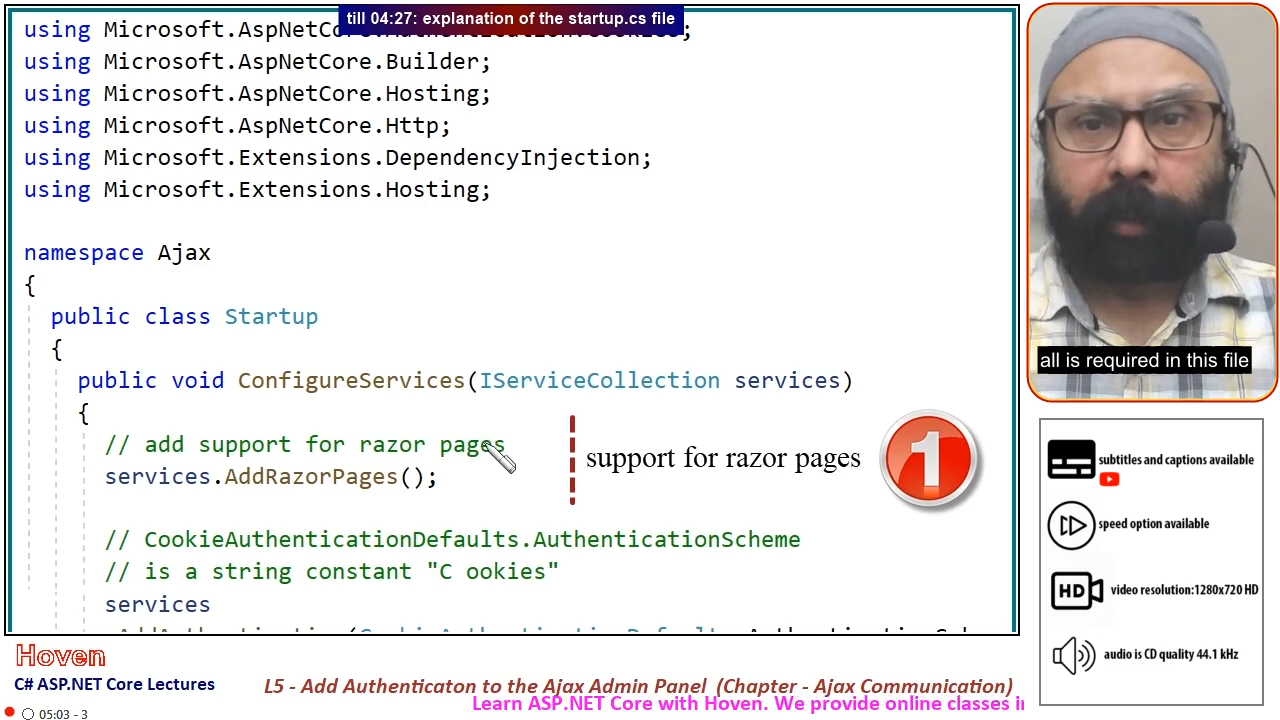 till 04:27: explanation of the startup.cs file
using Microsoft.AspNetCo
using Microsoft.AspNetCore.Builder;
using Microsoft.AspNetCore.Hosting;
using Microsoft.AspNetCore.Http;
using Microsoft.Extensions.DependencyInjection;
using Microsoft.Extensions.Hosting;
namespace Ajax
{
public class Startup
{
public void ConfigureServices(IServiceCollection services)
{
// add support for razor pages
services.AddRazorPages();
support for razor pages
1
// CookieAuthenticationDefaults.AuthenticationScheme
// is a string constant "C ookies"
services
all is required in this file
subtitles and captions available
speed option available
HD
video resolution:1280x720 HD
audio is CD quality 44.1 kHz
Hoven
C# ASP.NET Core Lectures
L5 - Add Authenticaton to the Ajax Admin Panel (Chapter - Ajax Communication)
Learn ASP.NET Core with Hoven. We provide online classes i
05:03 - 3